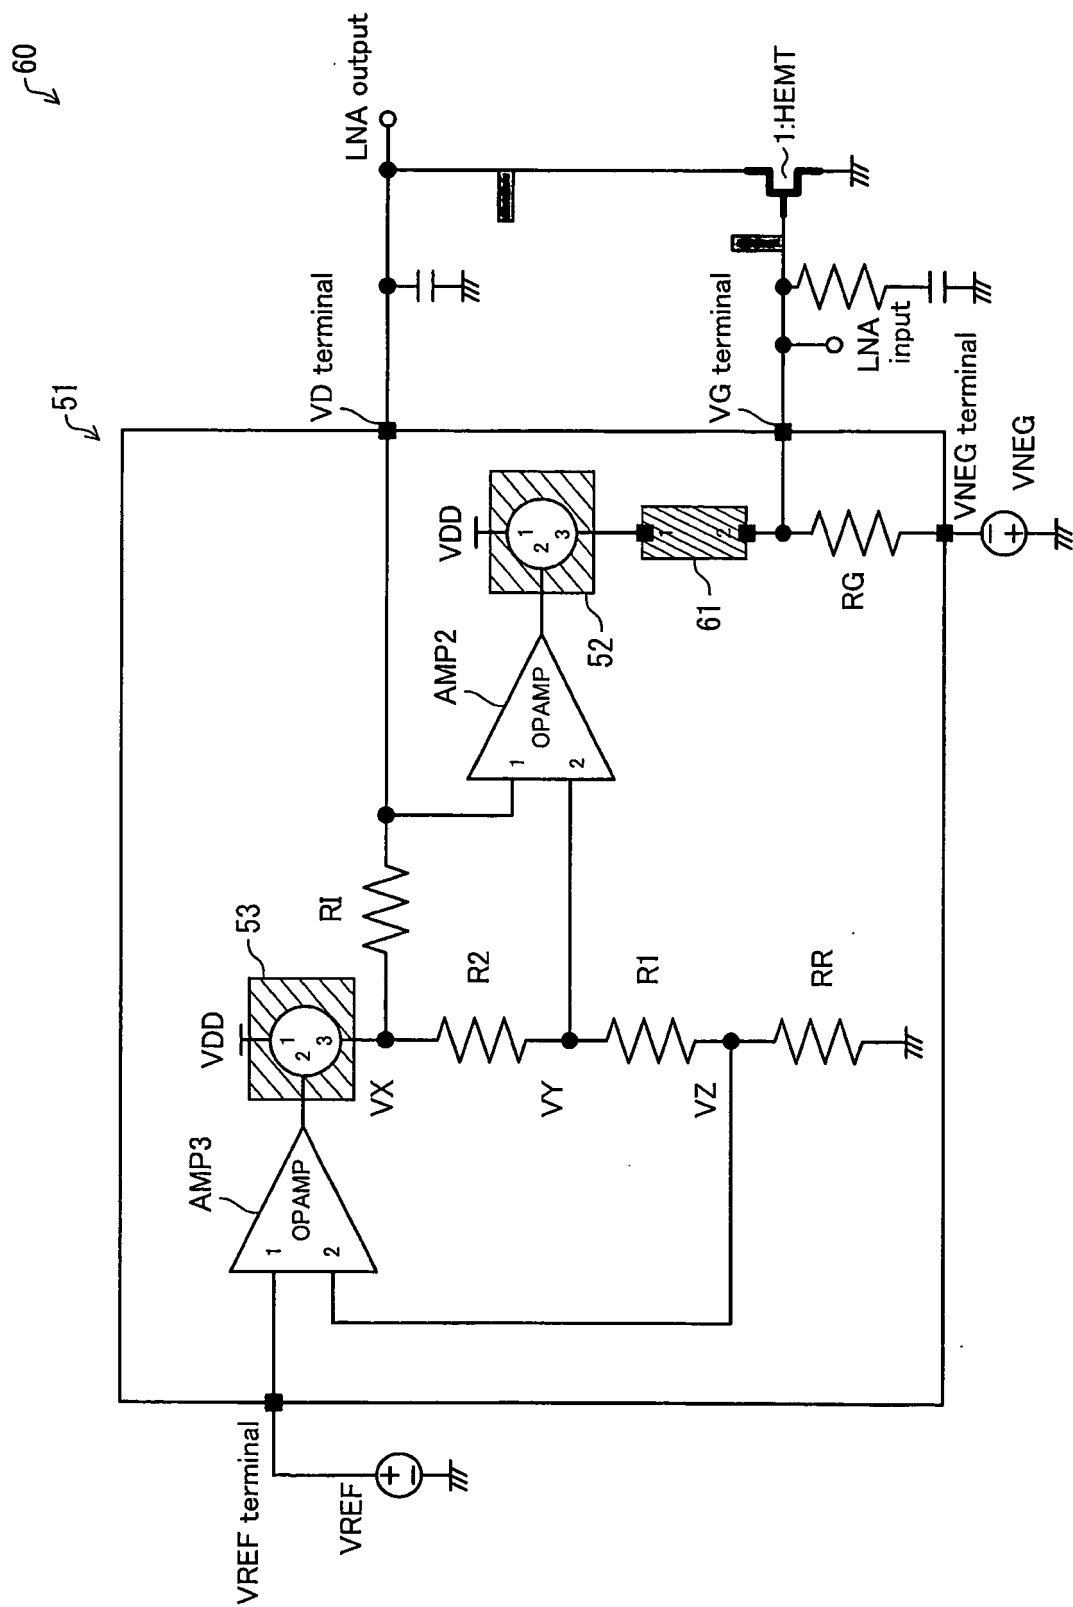 60
51
LNA output
1:HEMT
VD terminal
VG terminal
LNA
input
VNEG terminal
VNEG
VDD
1
2
3
52
1
2
61
RG
AMP2
OPAMP
1
2
53
RI
VDD
1
2
3
VX
R2
VY
R1
VZ
RR
AMP3
OPAMP
1
2
VREF terminal
VREF